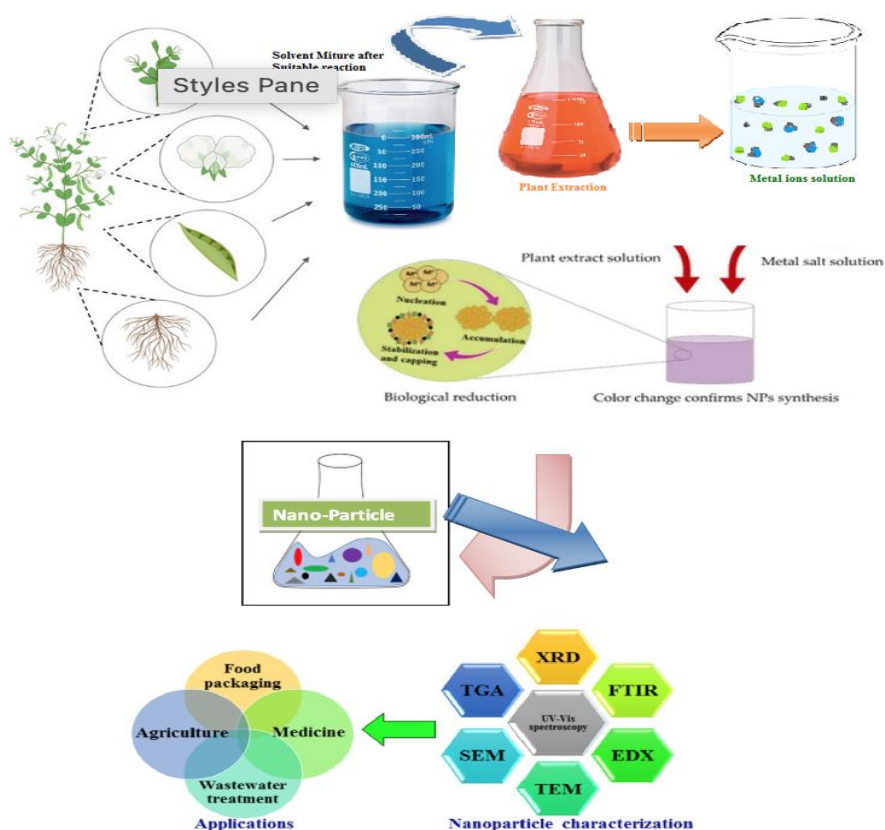 Solvent Miture after
Suitable reaction
Styles Pane
Plant Extraction
Metal ions solution
Plant extract solution
Metal salt solution
Nucleation
Accumulation
Stabilization
and capping
Biological reduction
Color change confirms NPs synthesis
Nano-Particle
Food
packaging
Agriculture
Medicine
Wastewater
treatment
Applications
XRD
TGA
FTIR
UV-Vis
spectroscopy
SEM
EDX
TEM
Nanoparticle characterization